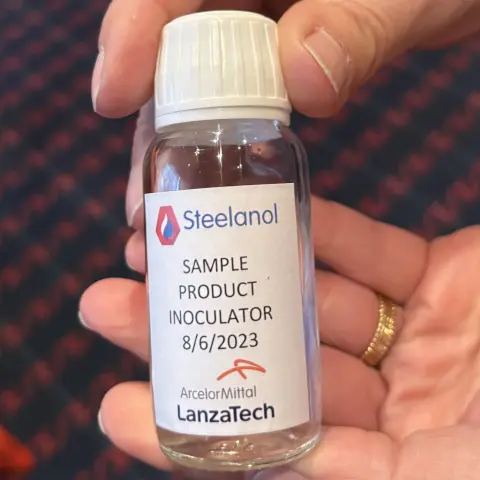 Steelanol
SAMPLE
PRODUCT
INOCULATOR
8/6/2023
ArcelorMittal
LanzaTech